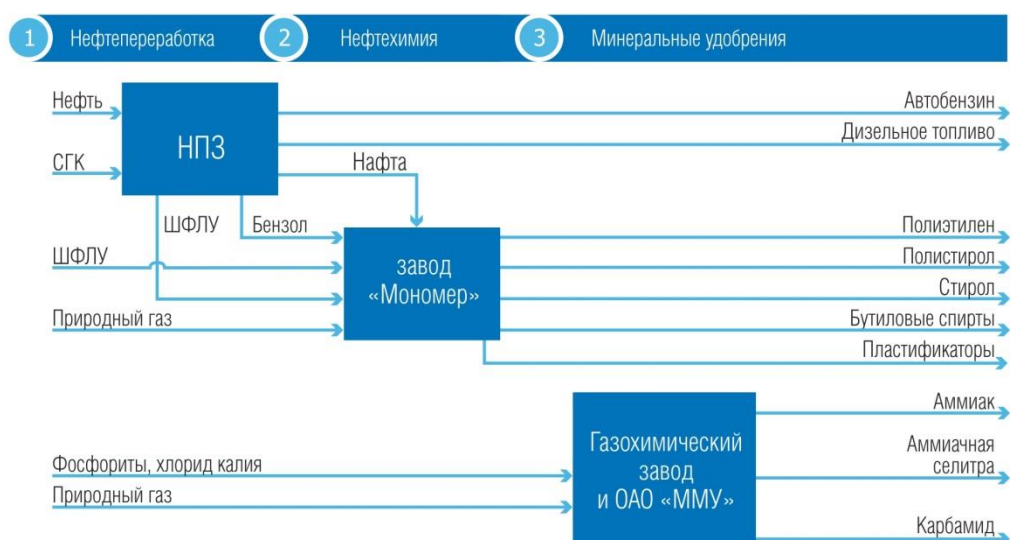 1 Нефтепереработка 2 Нефтехимия 3 Минеральные удобрения
Нефть
Автобензин
Дизельное топливо
НПЗ
СГК
Нафта
ШФЛУ
Бензол
Полиэтилен
ШФЛУ
завод
«Мономер»
Полистирол
Стирол
Природный газ
Бутиловые спирты
Пластификаторы
Аммиак
Газохимический
завод
и ОАО «ММУ»
Аммиачная
селитра
Фосфориты, хлорид калия
Природный газ
Карбамид